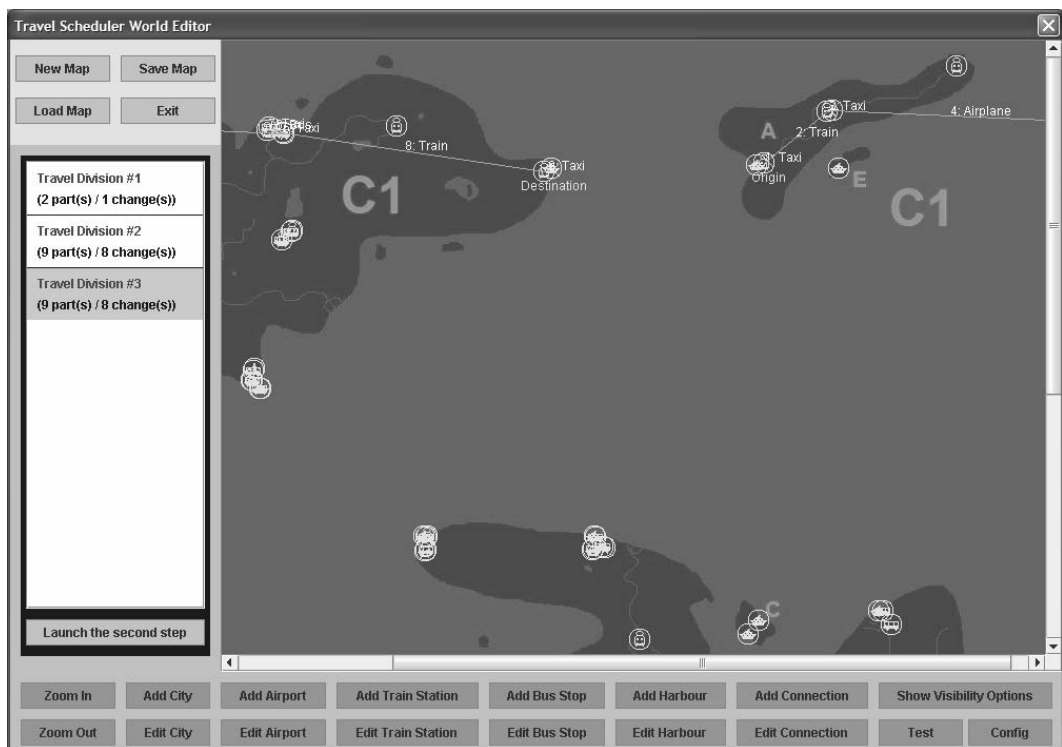 Travel Scheduler World Editor
New Map
Save Map
Load Map
Exit
Travel Division #1
(2 part(s) / 1 change(s))
Travel Division #2
(9 part(s) / 8 change(s))
Travel Division #3
(9 part(s) / 8 change(s))
Launch the second step
Taxi
4: Airplane
A
2: Train
Taxi
8: Train
Taxi
Taxi
Destination
Origin
E
C1
C1
C
Zoom In
Add City
Add Airport
Add Train Station
Add Bus Stop
Add Harbour
Add Connection
Show Visibility Options
Zoom Out
Edit City
Edit Airport
Edit Train Station
Edit Bus Stop
Edit Harbour
Edit Connection
Test
Config